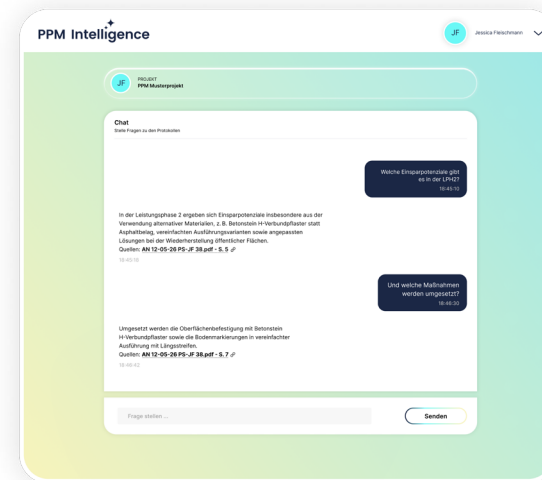 PPM Intelligence
JF
Jessica Fleischmann
JF
PROJEKT
PPM Musterprojekt
Chat
Stelle Fragen zu den Protokollen
Welche Einsparpotenziale gibt
es in der LPH2?
18:45:10
In der Leistungsphase 2 ergeben sich Einsparpotenziale insbesondere aus der
Verwendung alternativer Materialien, z. B. Betonstein H-Verbundpflaster statt
Asphaltbelag, vereinfachten Ausführungsvarianten sowie angepassten
Lösungen bei der Wiederherstellung öffentlicher Flächen.
Quellen: AN 12-05-26 PS-JF 38.pdf - S. 5
18:45:18
Und welche Maßnahmen
werden umgesetzt?
18:46:30
Umgesetzt werden die Oberflächenbefestigung mit Betonstein
H-Verbundpflaster sowie die Bodenmarkierungen in vereinfachter
Ausführung mit Längsstreifen.
Quellen: AN 12-05-26 PS-JF 38.pdf - S. 7
18:46:42
Frage stellen ...
Senden